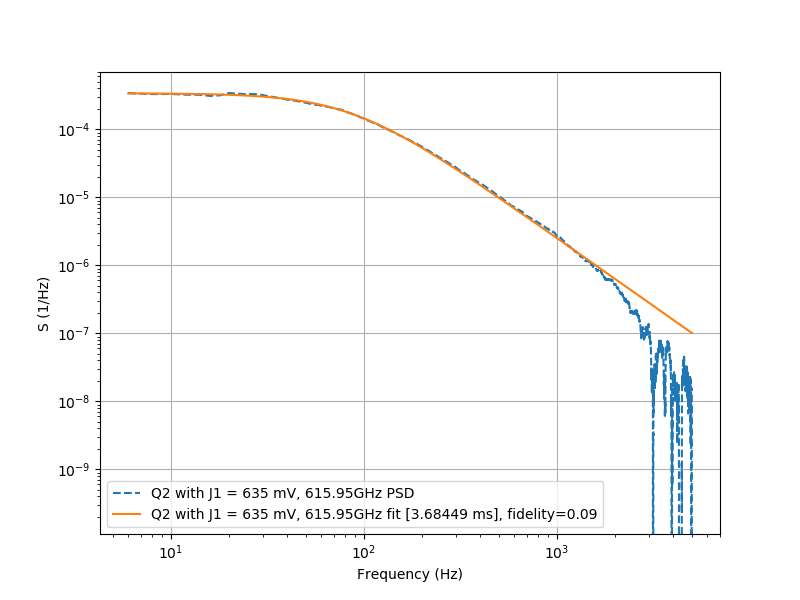 10⁻⁴
10⁻⁵
10⁻⁶
10⁻⁷
10⁻⁸
10⁻⁹
S (1/Hz)
Q2 with J1 = 635 mV, 615.95GHz PSD
Q2 with J1 = 635 mV, 615.95GHz fit [3.68449 ms], fidelity=0.09
10¹ 10² 10³
Frequency (Hz)